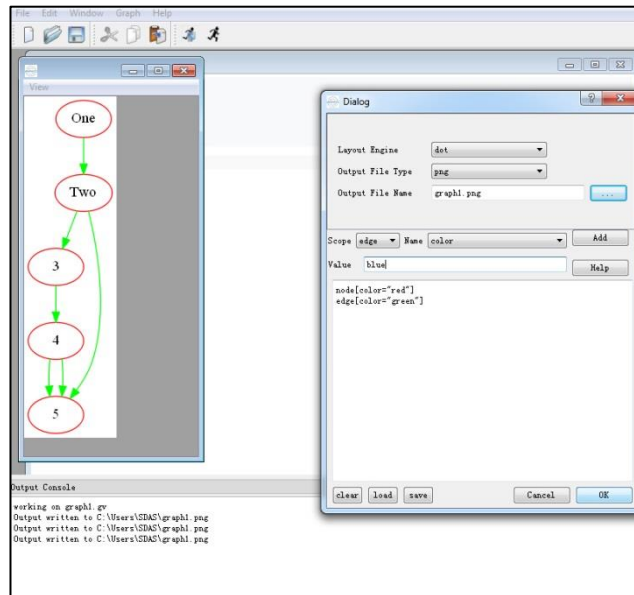 File Edit Window Graph Help
View
One
Two
3
4
5
Dialog
Layout Engine dot
Output File Type png
Output File Name graph1.png ...
Scope edge Name color Add
Value blue Help
node[color="red"]
edge[color="green"]
clear load save Cancel OK
Output Console
working on graph1.gv
Output written to C:\Users\SDAS\graph1.png
Output written to C:\Users\SDAS\graph1.png
Output written to C:\Users\SDAS\graph1.png